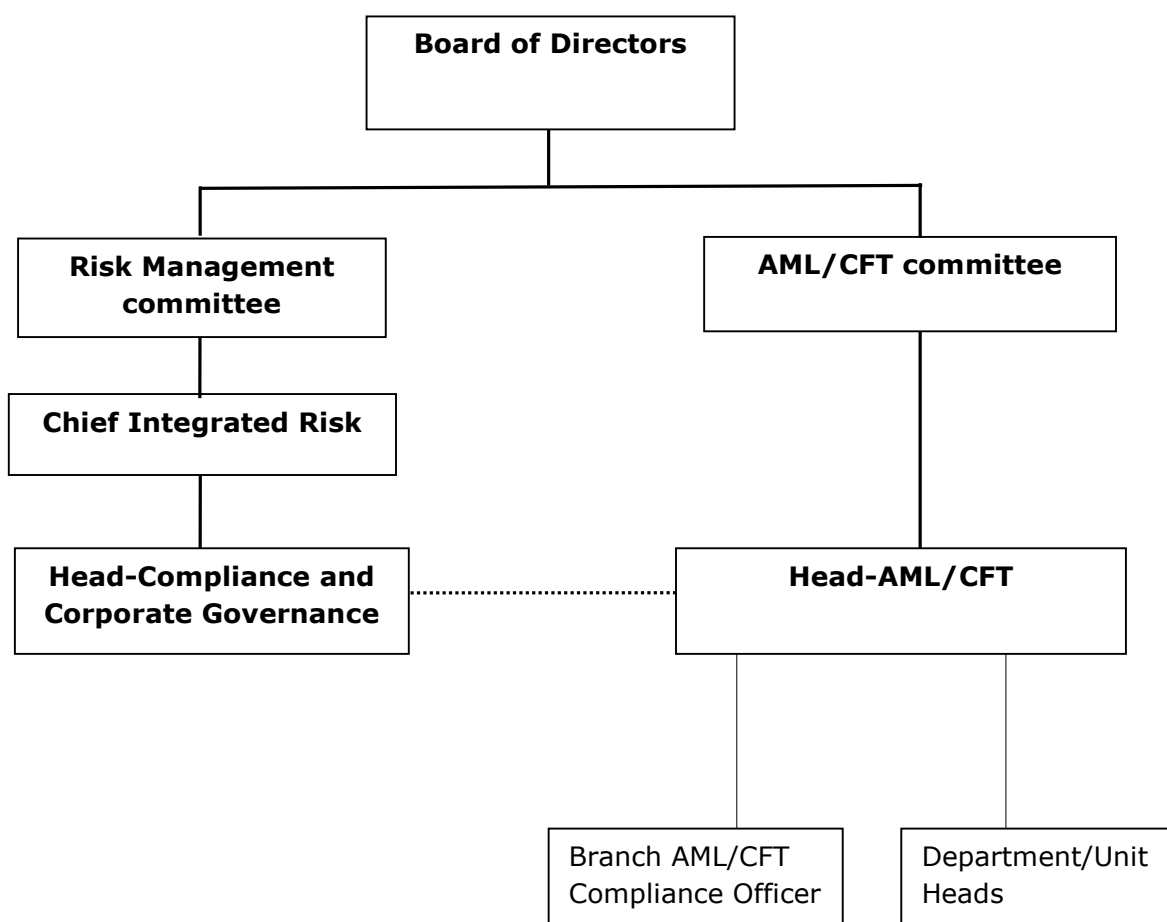 Board of Directors
Risk Management
committee
AML/CFT committee
Chief Integrated Risk
Head-Compliance and
Corporate Governance
Head-AML/CFT
Branch AML/CFT
Compliance Officer
Department/Unit
Heads